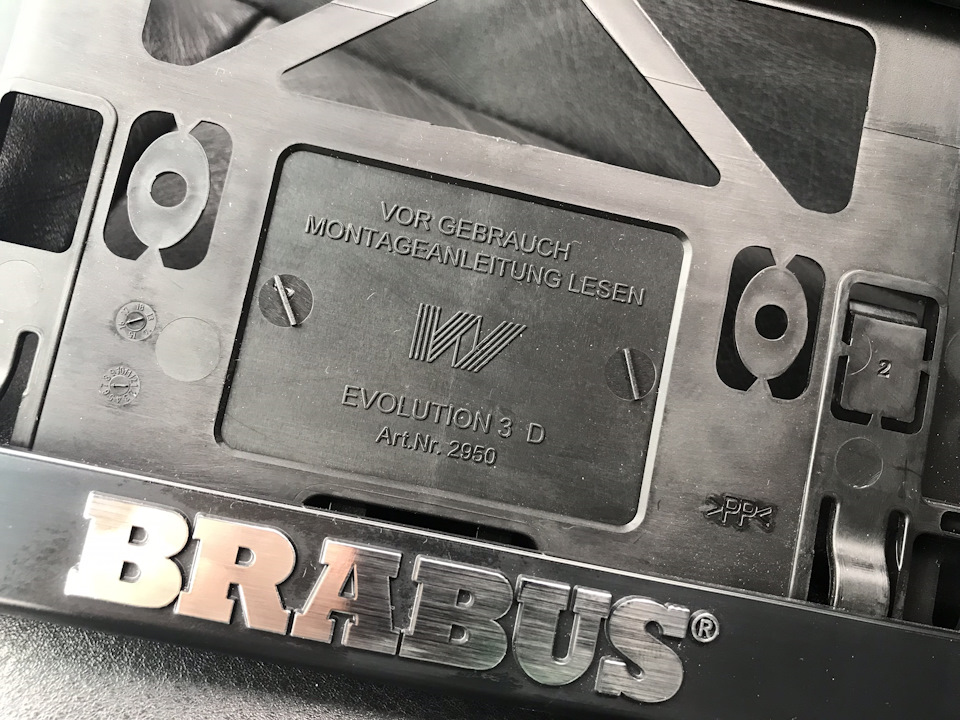 VOR GEBRAUCH
MONTAGEANLEITUNG LESEN
W
EVOLUTION 3 D
Art.Nr. 2950
2
>PP<
BRABUS®